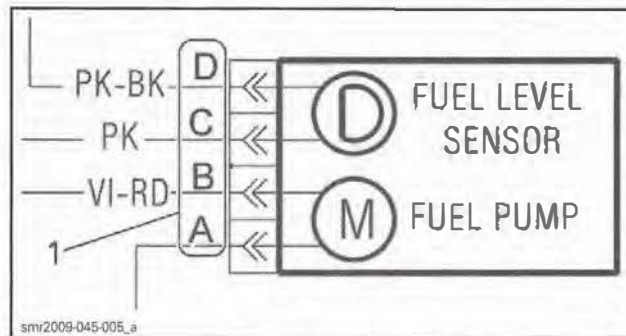 PK-BK D FUEL LEVEL
PK C SENSOR
VI-RD B
1 A M FUEL PUMP
D
smr2009-045-005_a